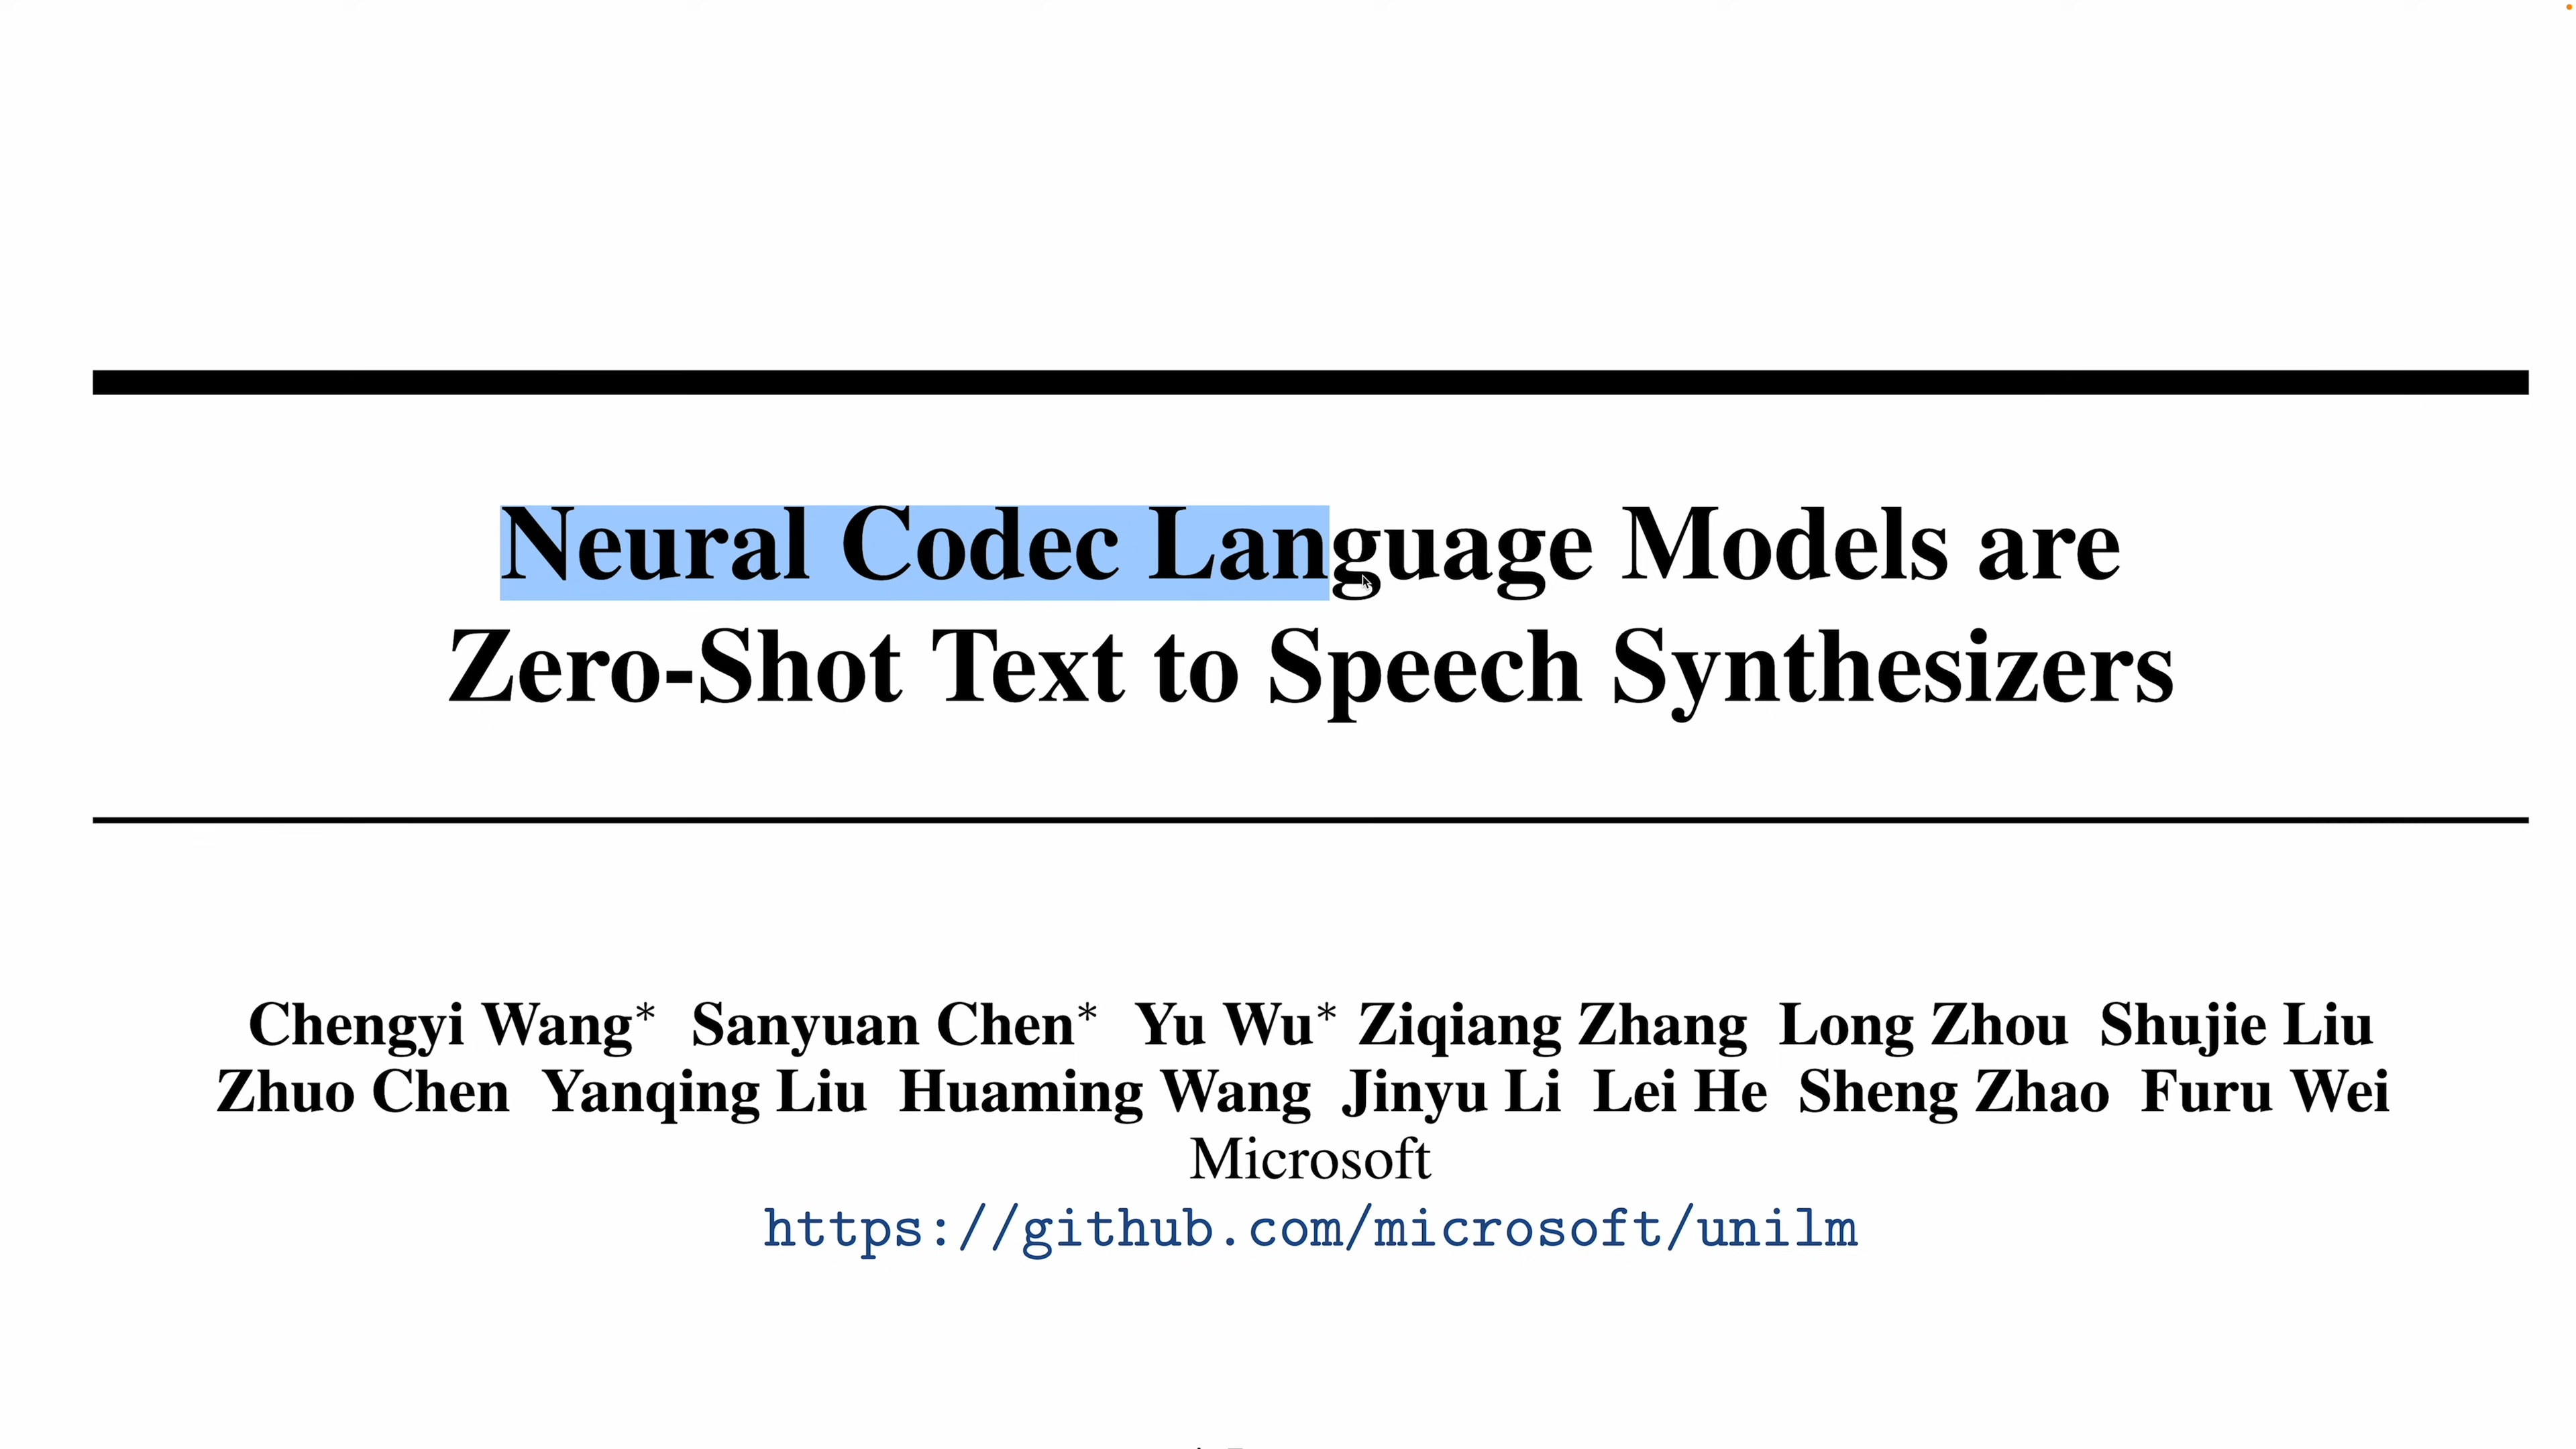 Neural Codec Language Models are
Zero-Shot Text to Speech Synthesizers
Chengyi Wang* Sanyuan Chen* Yu Wu* Ziqiang Zhang Long Zhou Shujie Liu
Zhuo Chen Yanqing Liu Huaming Wang Jinyu Li Lei He Sheng Zhao Furu Wei
Microsoft
https://github.com/microsoft/unilm